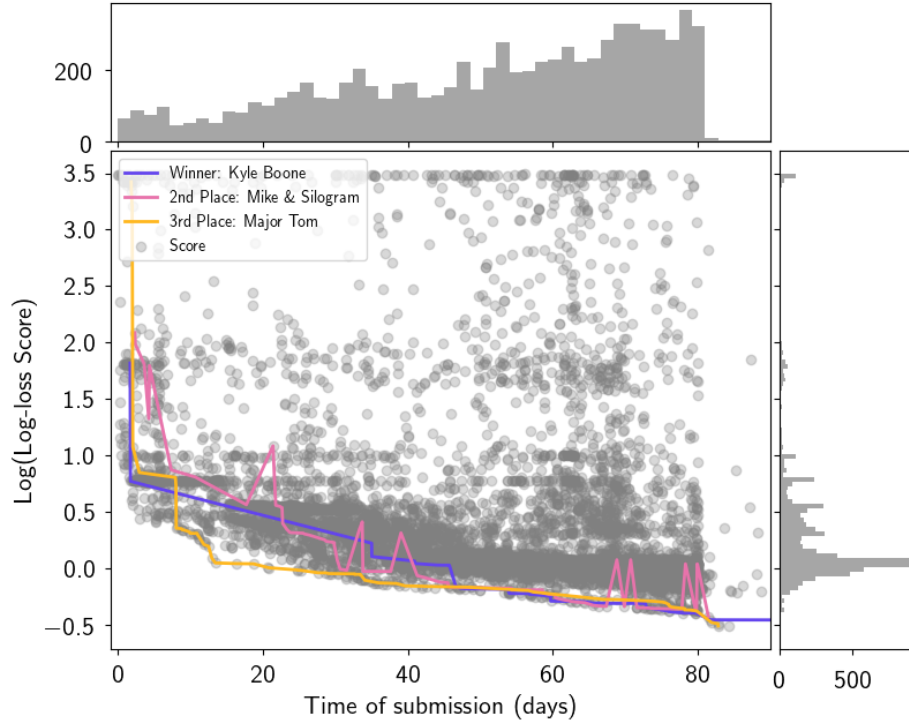 200
0
3.5
3.0
2.5
2.0
1.5
1.0
0.5
0.0
−0.5
Log(Log-loss Score)
Winner: Kyle Boone
2nd Place: Mike & Silogram
3rd Place: Major Tom
Score
0 20 40 60 80
Time of submission (days)
0 500